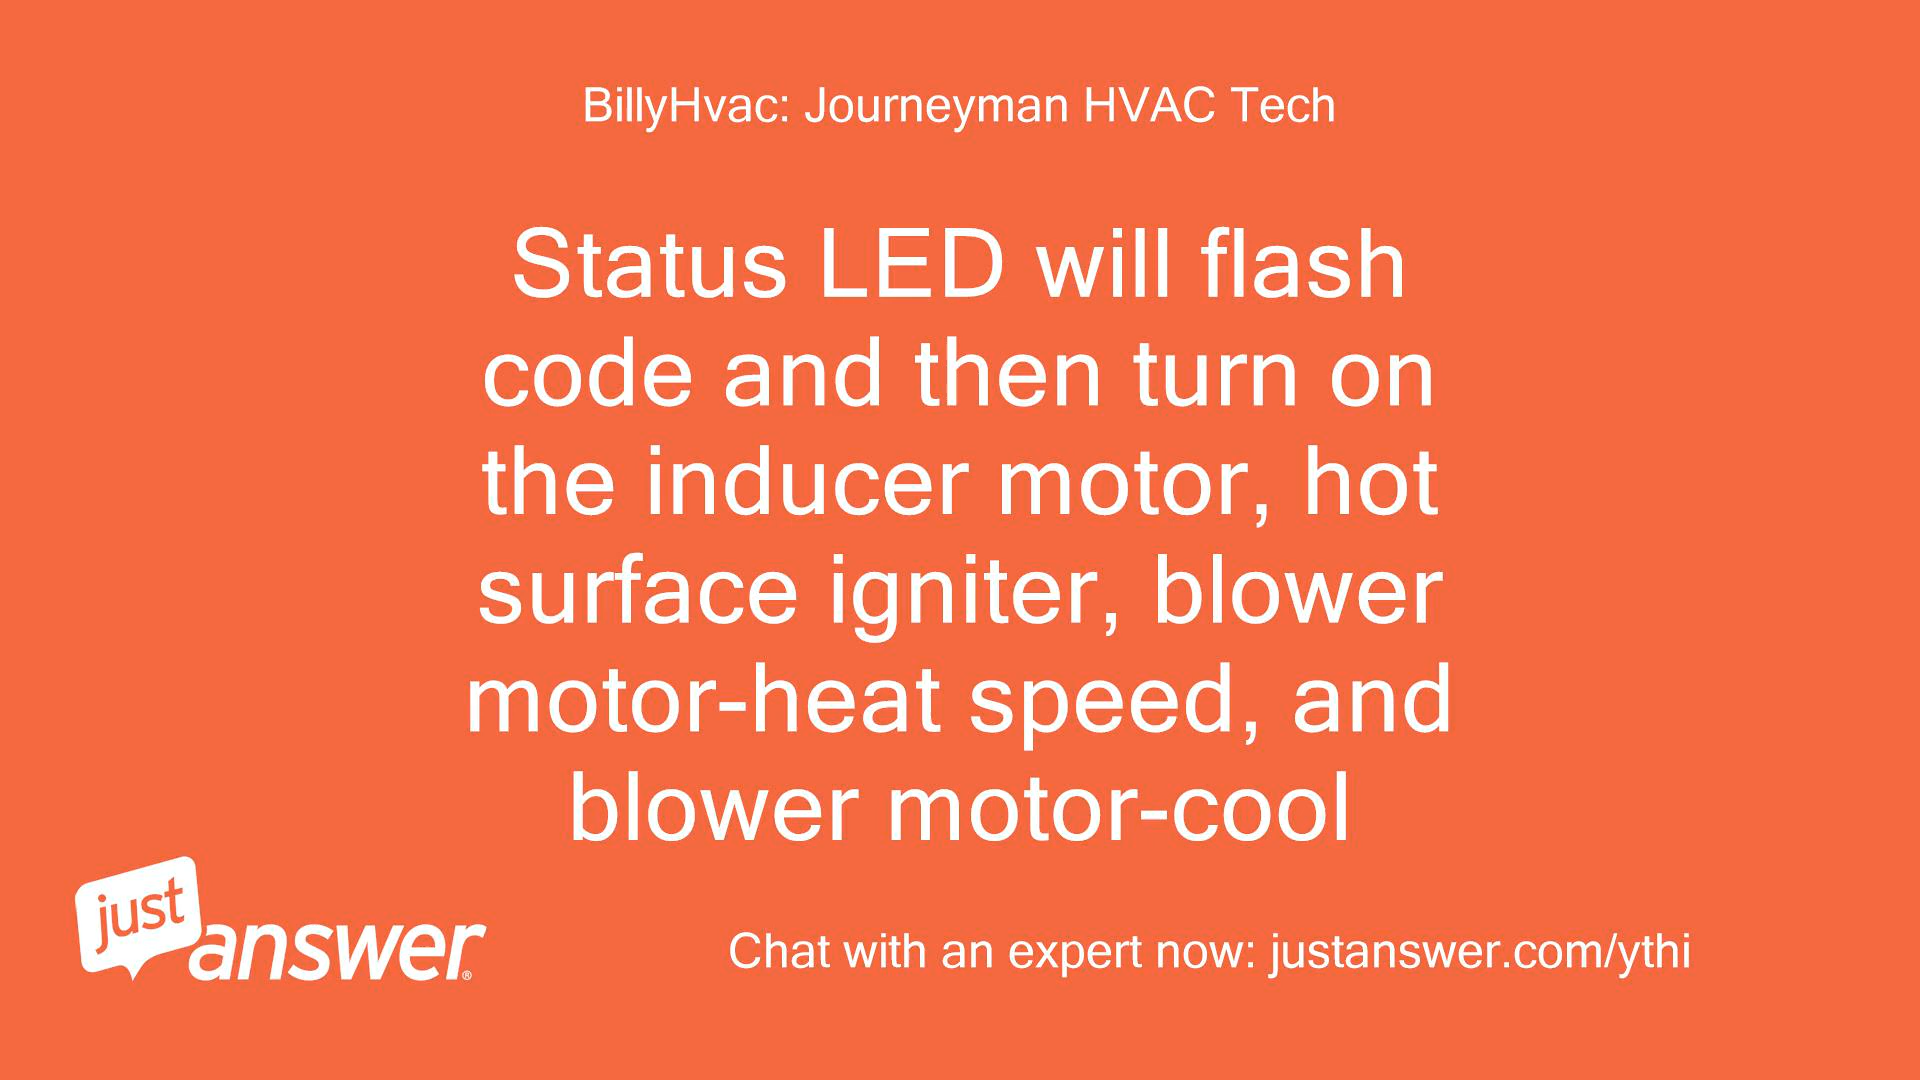 BillyHvac: Journeyman HVAC Tech
Status LED will flash
code and then turn on
the inducer motor, hot
surface igniter, blower
motor-heat speed, and
blower motor-cool
just
answer®
Chat with an expert now: justanswer.com/ythi